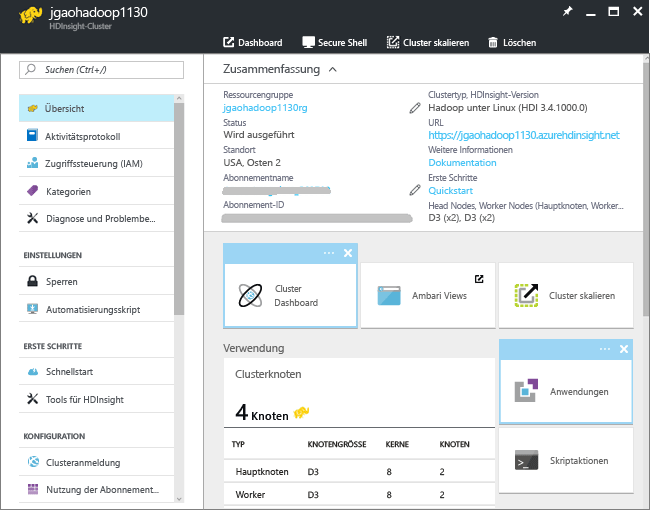 jgaohadoop1130
HDInsight-Cluster
Dashboard
Secure Shell
Cluster skalieren
Löschen
Suchen (Ctrl+/)
Übersicht
Aktivitätsprotokoll
Zugriffssteuerung (IAM)
Kategorien
Diagnose und Problembe...
EINSTELLUNGEN
Sperren
Automatisierungsskript
ERSTE SCHRITTE
Schnellstart
Tools für HDInsight
KONFIGURATION
Clusteranmeldung
Nutzung der Abonnement...
Zusammenfassung
Ressourcengruppe
jgaohadoop1130rg
Status
Wird ausgeführt
Standort
USA, Osten 2
Abonnementname
Abonnement-ID
Clustertyp, HDInsight-Version
Hadoop unter Linux (HDI 3.4.1000.0)
URL
https://jgaohadoop1130.azurehdinsight.net
Weitere Informationen
Dokumentation
Erste Schritte
Quickstart
Head Nodes, Worker Nodes (Hauptknoten, Worker...
D3 (x2), D3 (x2)
Cluster
Dashboard
Ambari Views
Cluster skalieren
Verwendung
Clusterknoten
4 Knoten
TYP KNOTENGRÖSSE KERNE KNOTEN
Hauptknoten D3 8 2
Worker D3 8 2
Anwendungen
Skriptaktionen